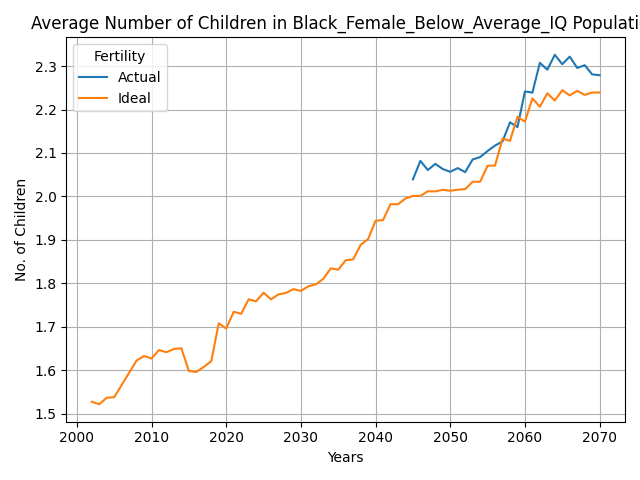 Average Number of Children in Black_Female_Below_Average_IQ Populati
Fertility
Actual
Ideal
2.3
2.2
2.1
2.0
1.9
1.8
1.7
1.6
1.5
No. of Children
2000 2010 2020 2030 2040 2050 2060 2070
Years